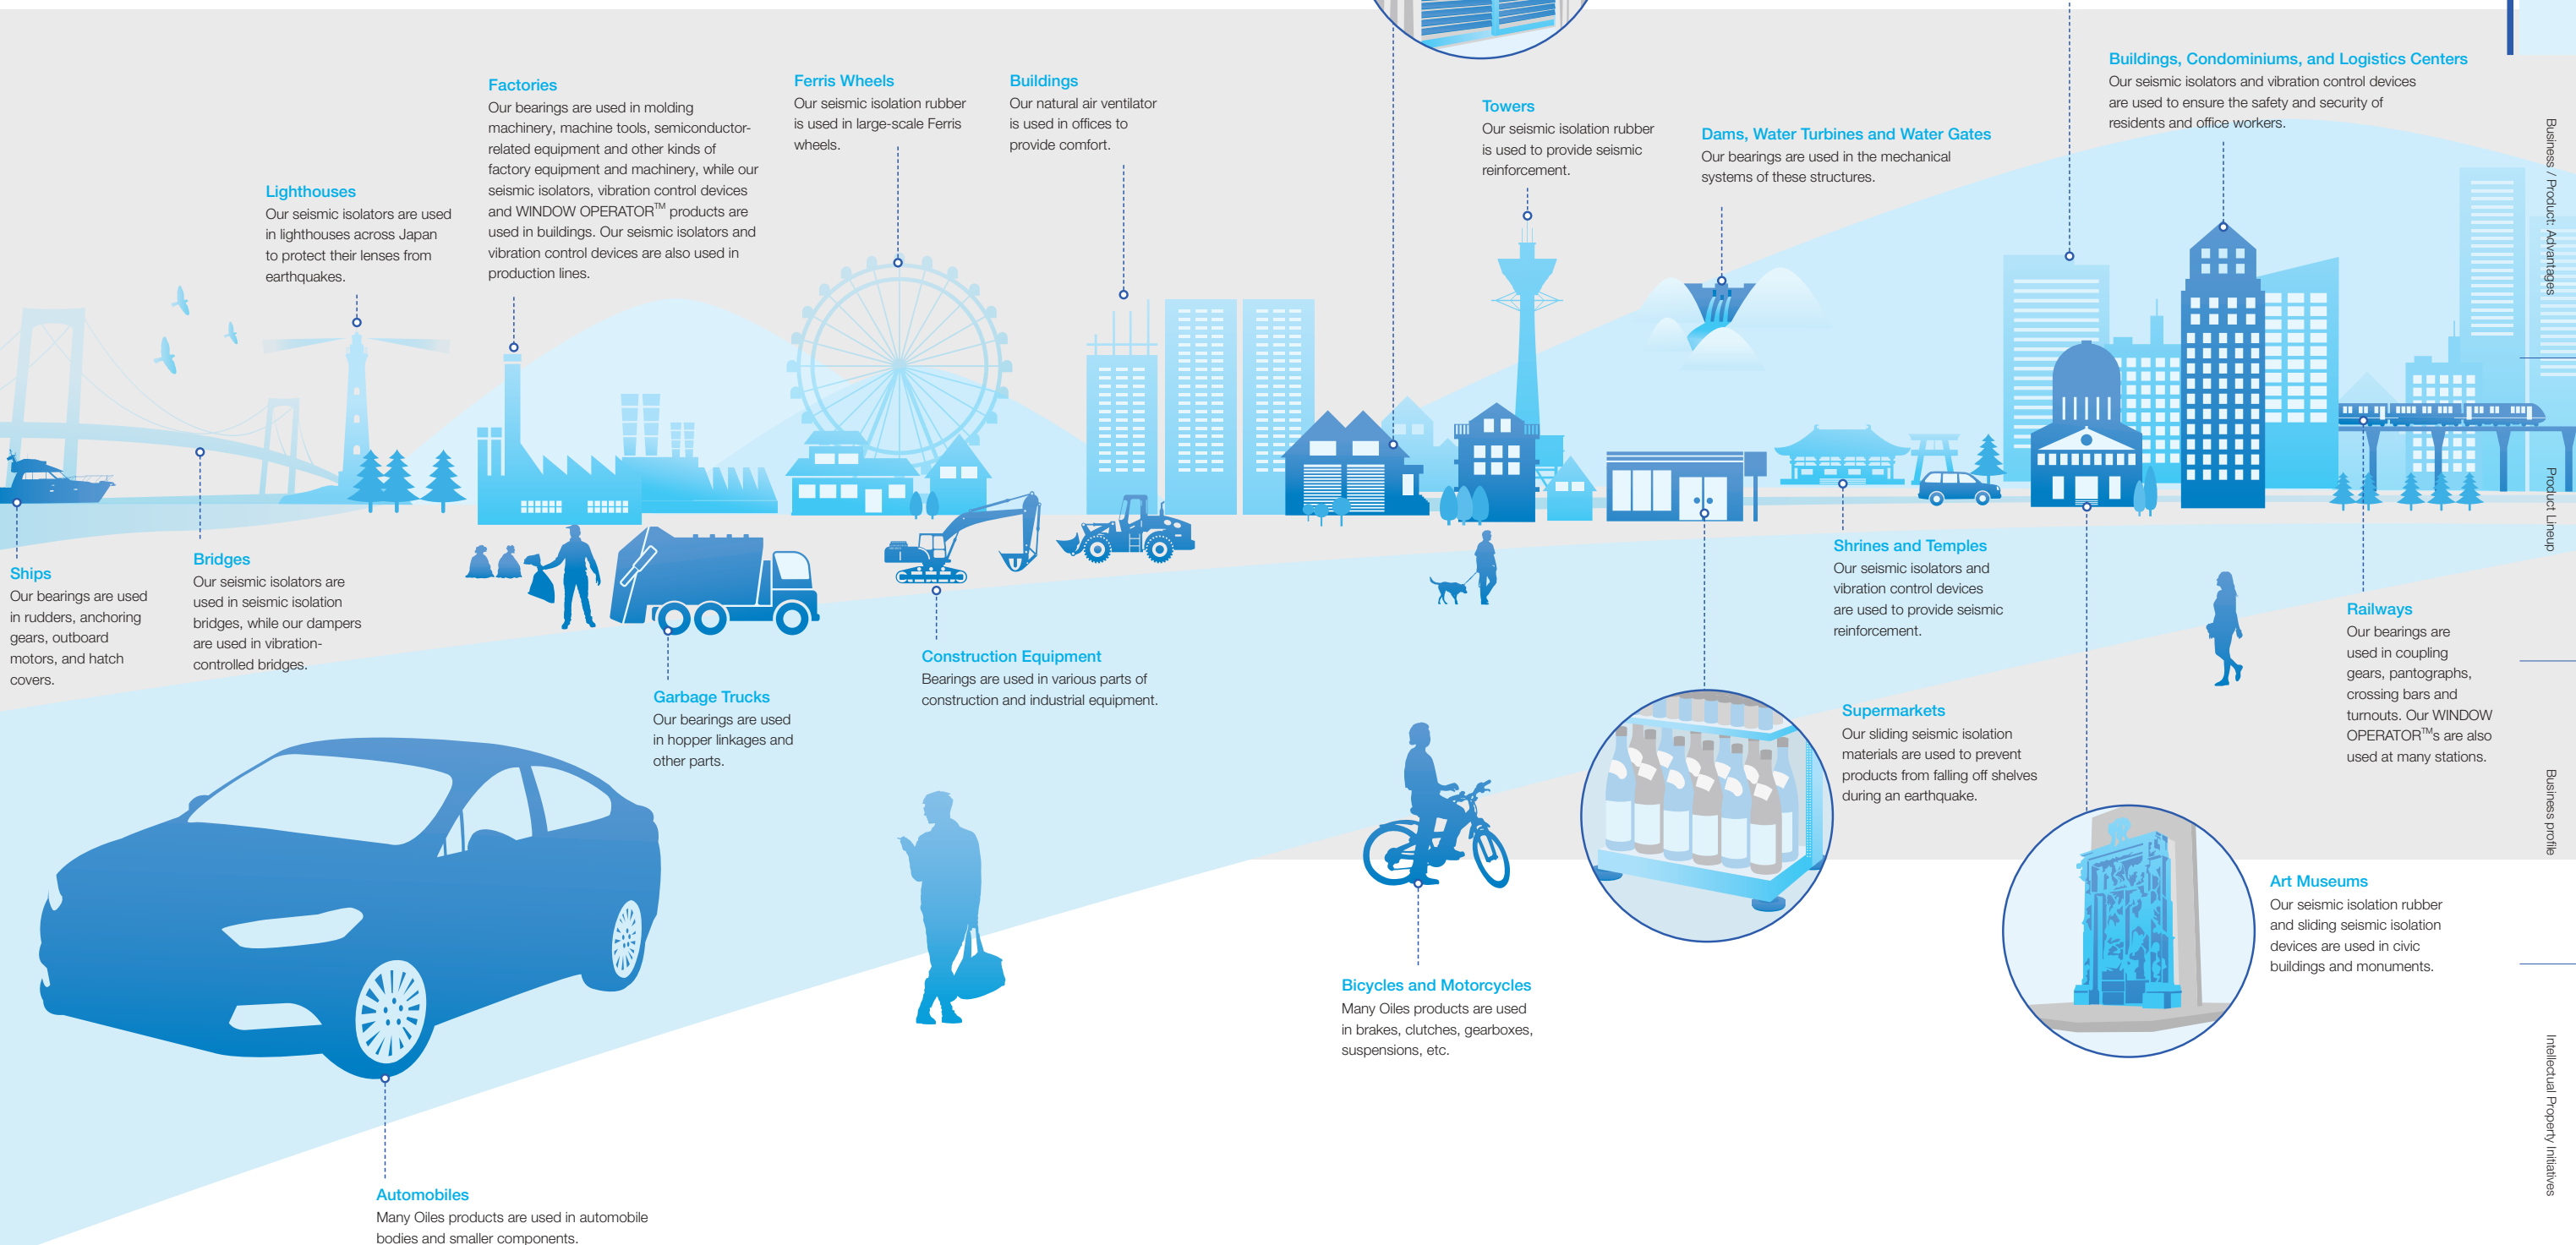 Buildings, Condominiums, and Logistics Centers
Our seismic isolators and vibration control devices
are used to ensure the safety and security of
residents and office workers.
Factories
Our bearings are used in molding
machinery, machine tools, semiconductor-
related equipment and other kinds of
factory equipment and machinery, while our
seismic isolators, vibration control devices
and WINDOW OPERATOR™ products are
used in buildings. Our seismic isolators and
vibration control devices are also used in
production lines.
Ferris Wheels
Our seismic isolation rubber
is used in large-scale Ferris
wheels.
Buildings
Our natural air ventilator
is used in offices to
provide comfort.
Towers
Our seismic isolation rubber
is used to provide seismic
reinforcement.
Dams, Water Turbines and Water Gates
Our bearings are used in the mechanical
systems of these structures.
Lighthouses
Our seismic isolators are used
in lighthouses across Japan
to protect their lenses from
earthquakes.
Ships
Our bearings are used
in rudders, anchoring
gears, outboard
motors, and hatch
covers.
Bridges
Our seismic isolators are
used in seismic isolation
bridges, while our dampers
are used in vibration-
controlled bridges.
Garbage Trucks
Our bearings are used
in hopper linkages and
other parts.
Construction Equipment
Bearings are used in various parts of
construction and industrial equipment.
Shrines and Temples
Our seismic isolators and
vibration control devices
are used to provide seismic
reinforcement.
Railways
Our bearings are
used in coupling
gears, pantographs,
crossing bars and
turnouts. Our WINDOW
OPERATOR™s are also
used at many stations.
Supermarkets
Our sliding seismic isolation
materials are used to prevent
products from falling off shelves
during an earthquake.
Art Museums
Our seismic isolation rubber
and sliding seismic isolation
devices are used in civic
buildings and monuments.
Bicycles and Motorcycles
Many Oiles products are used
in brakes, clutches, gearboxes,
suspensions, etc.
Automobiles
Many Oiles products are used in automobile
bodies and smaller components.
Business / Product: Advantages
Product Lineup
Business profile
Intellectual Property Initiatives